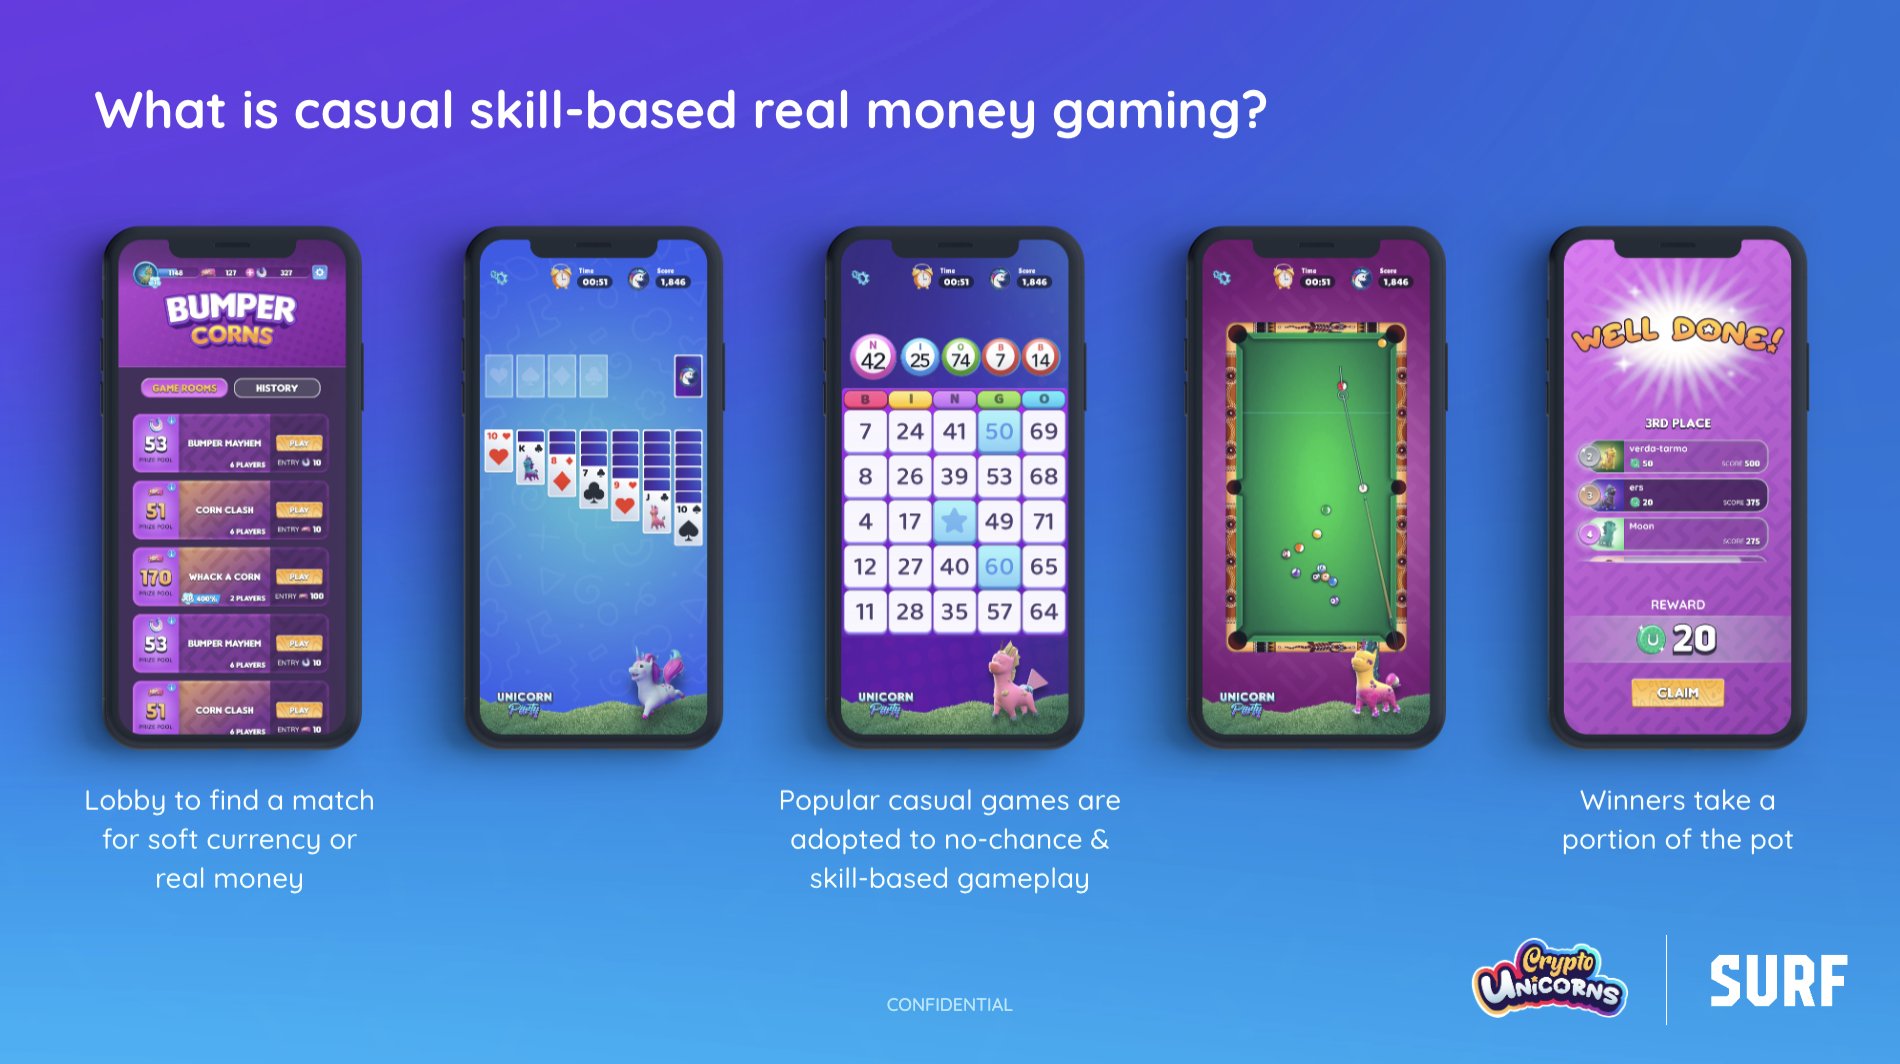 What is casual skill-based real money gaming?
1148 127 327
BUMPER
CORNS
GAME ROOMS HISTORY
53 BUMPER MAYHEM PLAY
PRIZE POOL 6 PLAYERS ENTRY 10
51 CORN CLASH PLAY
PRIZE POOL 6 PLAYERS ENTRY 10
170 WHACK A CORN PLAY
PRIZE POOL 400% 2 PLAYERS ENTRY 100
53 BUMPER MAYHEM PLAY
PRIZE POOL 6 PLAYERS ENTRY 10
51 CORN CLASH PLAY
PRIZE POOL 6 PLAYERS ENTRY 10
Time Score
00:51 1,846
10 K 8 7 9 J 10
UNICORN
Party
Time Score
00:51 1,846
N I O B B
42 25 74 7 14
B I N G O
7 24 41 50 69
8 26 39 53 68
4 17 49 71
12 27 40 60 65
11 28 35 57 64
UNICORN
Party
Time Score
00:51 1,846
UNICORN
Party
WELL DONE!
3RD PLACE
2 verda-tarmo
50 SCORE 500
3 ers
20 SCORE 375
4 Moon
SCORE 275
REWARD
U 20
CLAIM
Lobby to find a match
for soft currency or
real money
Popular casual games are
adopted to no-chance &
skill-based gameplay
Winners take a
portion of the pot
CONFIDENTIAL
Crypto
UNICORNS
SURF